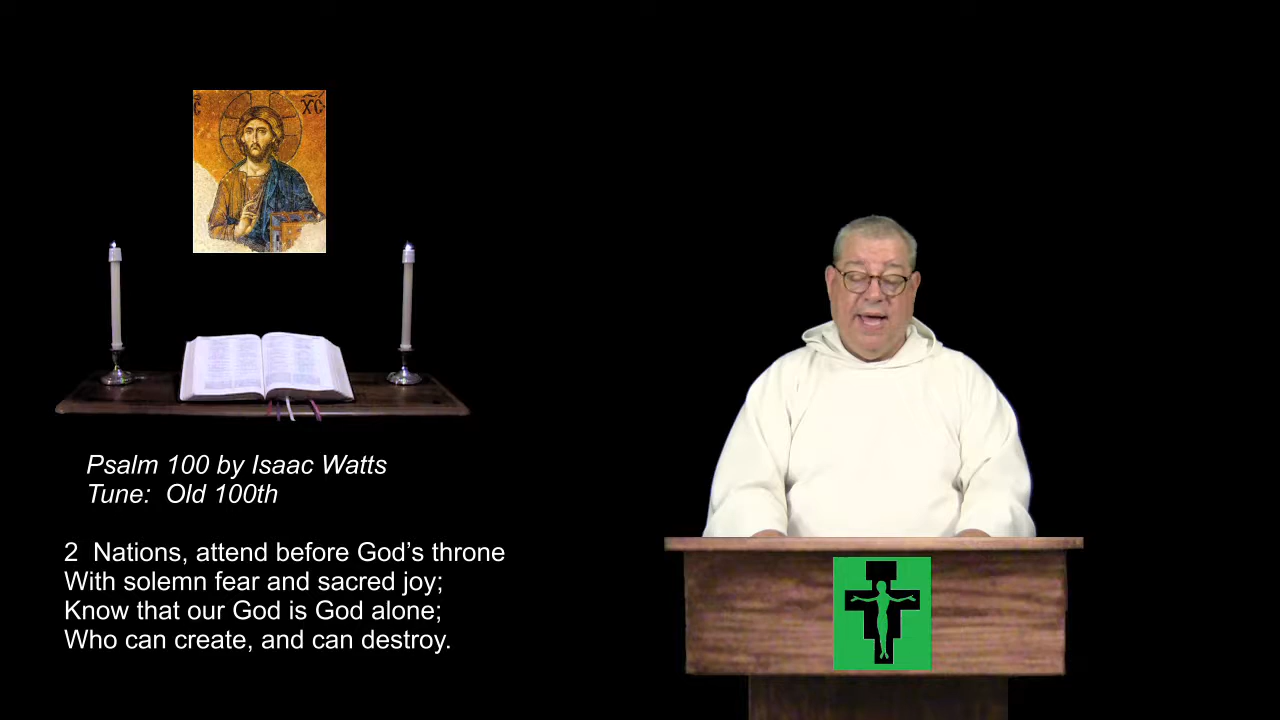 XC
Psalm 100 by Isaac Watts
Tune: Old 100th
2 Nations, attend before God’s throne
With solemn fear and sacred joy;
Know that our God is God alone;
Who can create, and can destroy.